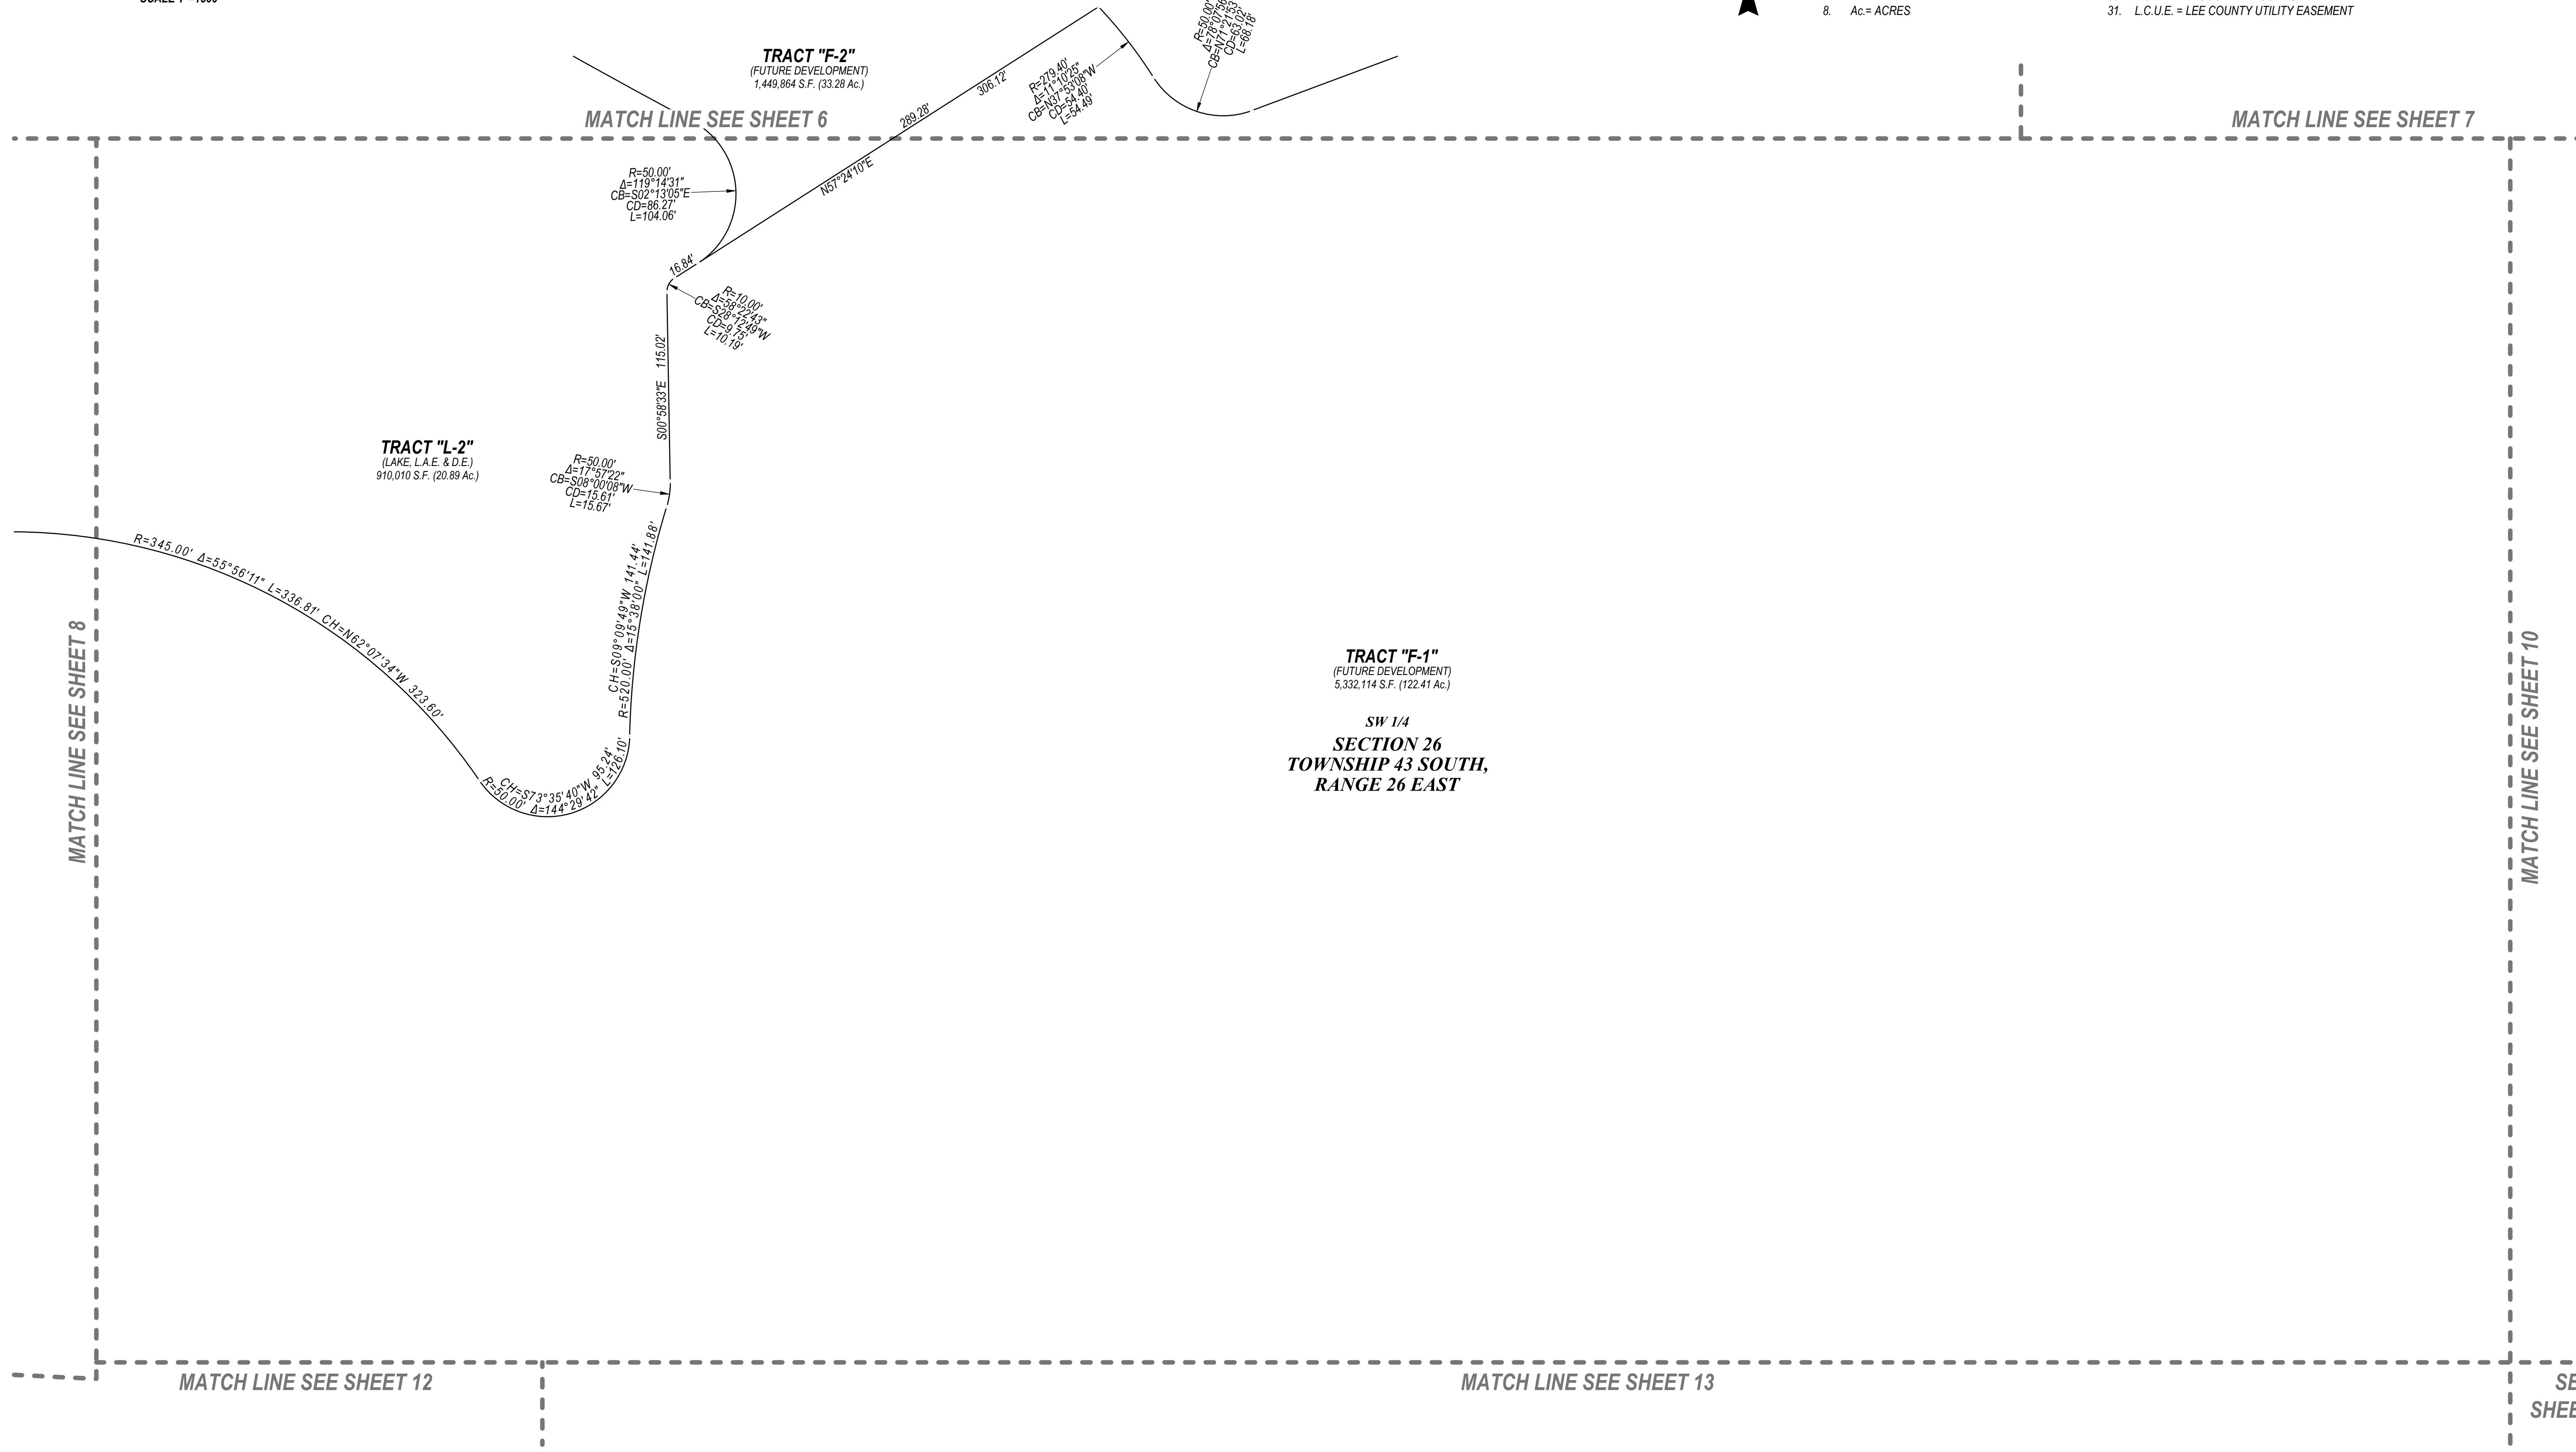 8. Ac.= ACRES
31. L.C.U.E. = LEE COUNTY UTILITY EASEMENT
TRACT "F-2"
(FUTURE DEVELOPMENT)
1,449,864 S.F. (33.28 Ac.)
MATCH LINE SEE SHEET 6
MATCH LINE SEE SHEET 7
289.28'
306.12'
N57°24'10"E
R=279.40'
Δ=11°10'25"
CB=N37°53'08"W
CD=54.40'
L=54.49'
R=50.00'
CD=63.02'
L=68.18'
R=50.00'
Δ=119°14'31"
CB=S02°13'05"E
CD=86.27'
L=104.06'
16.84'
R=10.00'
Δ=58°22'43"
CB=S28°12'49"W
CD=9.75'
L=10.19'
S00°58'33"E 115.02'
TRACT "L-2"
(LAKE, L.A.E. & D.E.)
910,010 S.F. (20.89 Ac.)
R=50.00'
Δ=17°57'22"
CB=S08°00'08"W
CD=15.61'
L=15.67'
R=345.00' Δ=55°56'11" L=336.81' CH=N62°07'34"W 323.60'
CH=S09°09'49"W 141.44'
R=520.00' Δ=15°38'00" L=141.88'
CH=S73°35'40"W 95.24'
R=50.00' Δ=144°29'42" L=126.10'
MATCH LINE SEE SHEET 8
TRACT "F-1"
(FUTURE DEVELOPMENT)
5,332,114 S.F. (122.41 Ac.)
SW 1/4
SECTION 26
TOWNSHIP 43 SOUTH,
RANGE 26 EAST
MATCH LINE SEE SHEET 10
MATCH LINE SEE SHEET 12
MATCH LINE SEE SHEET 13